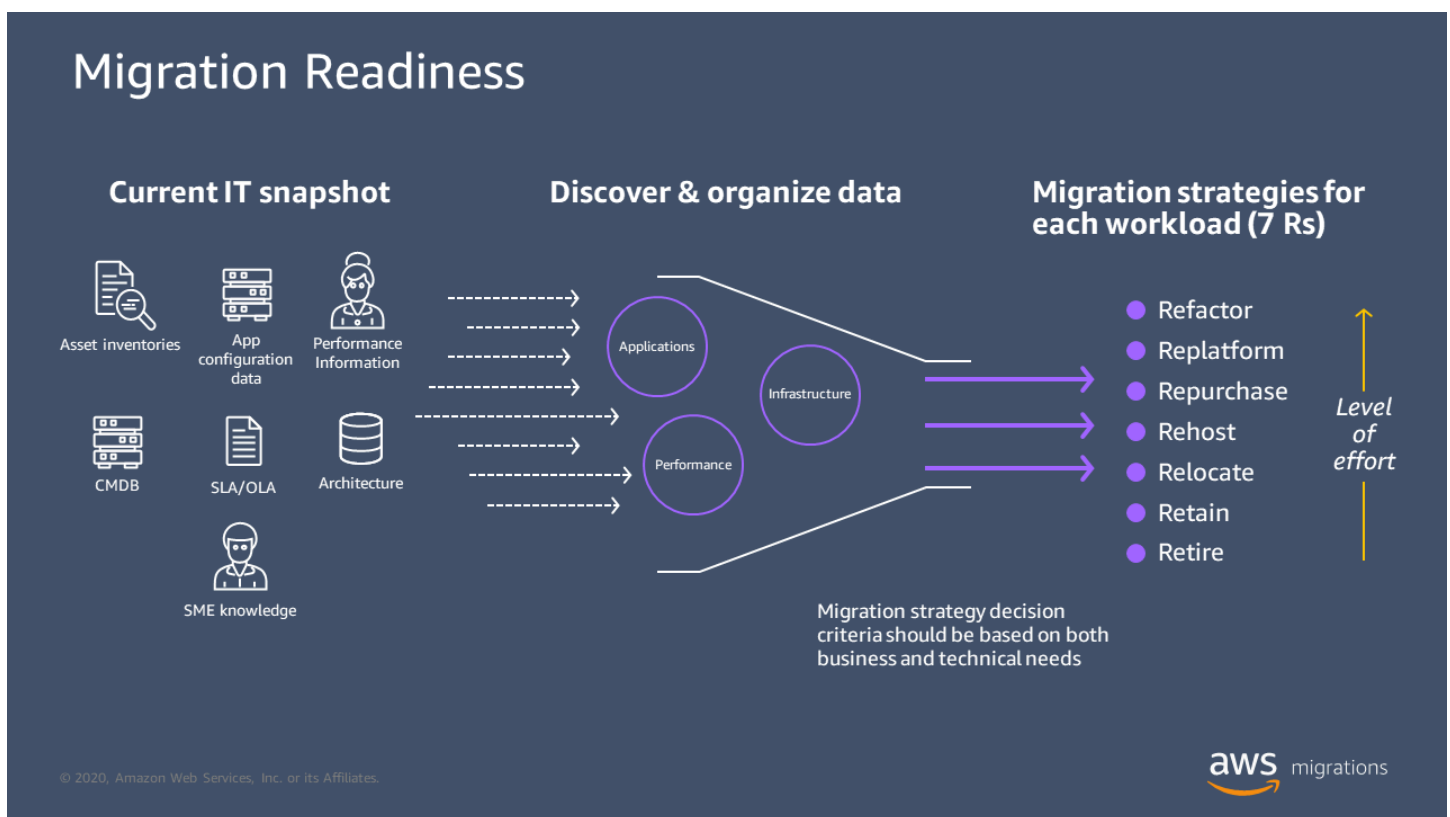 Migration Readiness
Current IT snapshot
Asset inventories
App
configuration
data
Performance
Information
CMDB
SLA/OLA
Architecture
SME knowledge
Discover & organize data
Applications
Infrastructure
Performance
Migration strategies for
each workload (7 Rs)
Refactor
Replatform
Repurchase
Rehost
Relocate
Retain
Retire
Level
of
effort
Migration strategy decision
criteria should be based on both
business and technical needs
© 2020, Amazon Web Services, Inc. or its Affiliates.
aws migrations